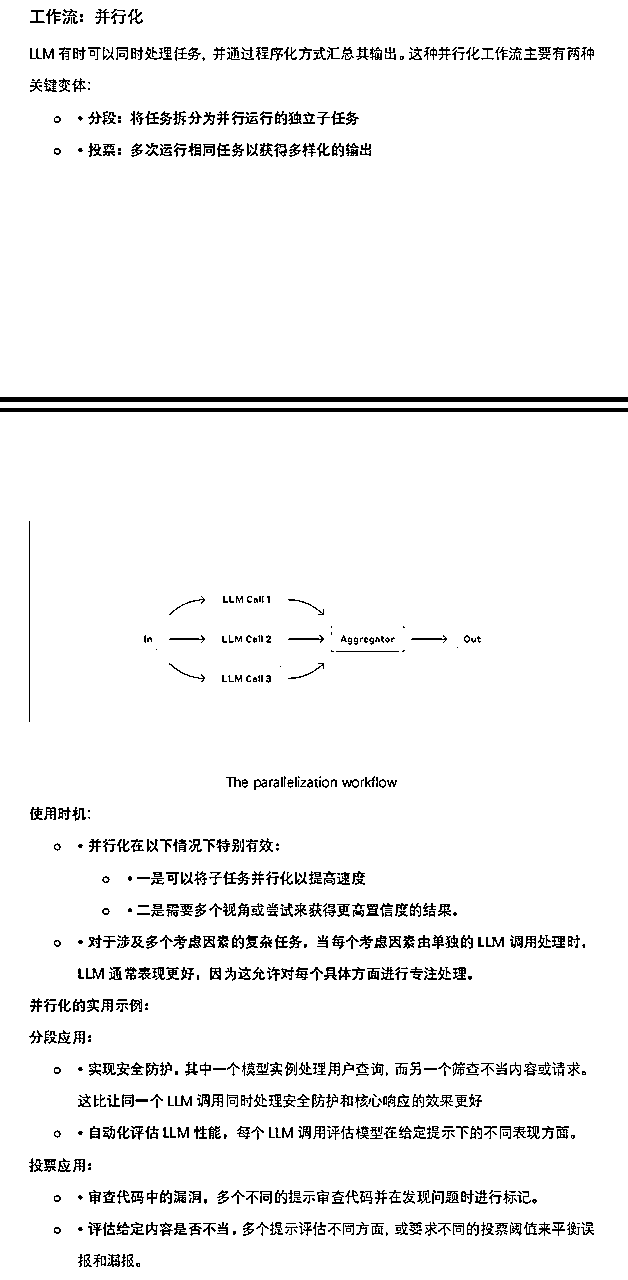 工作流：并行化
LLM 有时可以同时处理任务，并通过程序化方式汇总其输出。这种并行化工作流主要有两种
关键变体：
• 分段：将任务拆分为并行运行的独立子任务
• 投票：多次运行相同任务以获得多样化的输出
LLM Call 1
In
LLM Call 2
Aggregator
Out
LLM Call 3
The parallelization workflow
使用时机：
• 并行化在以下情况下特别有效：
• 一是可以将子任务并行化以提高速度
• 二是需要多个视角或尝试来获得更高置信度的结果。
• 对于涉及多个考虑因素的复杂任务，当每个考虑因素由单独的 LLM 调用处理时，
LLM 通常表现更好，因为这允许对每个具体方面进行专注处理。
并行化的实用示例：
分段应用：
• 实现安全防护，其中一个模型实例处理用户查询，而另一个筛查不当内容或请求。
这比让同一个 LLM 调用同时处理安全防护和核心响应的效果更好
• 自动化评估 LLM 性能，每个 LLM 调用评估模型在给定提示下的不同表现方面。
投票应用：
• 审查代码中的漏洞，多个不同的提示审查代码并在发现问题时进行标记。
• 评估给定内容是否不当，多个提示评估不同方面，或要求不同的投票阈值来平衡误
报和漏报。